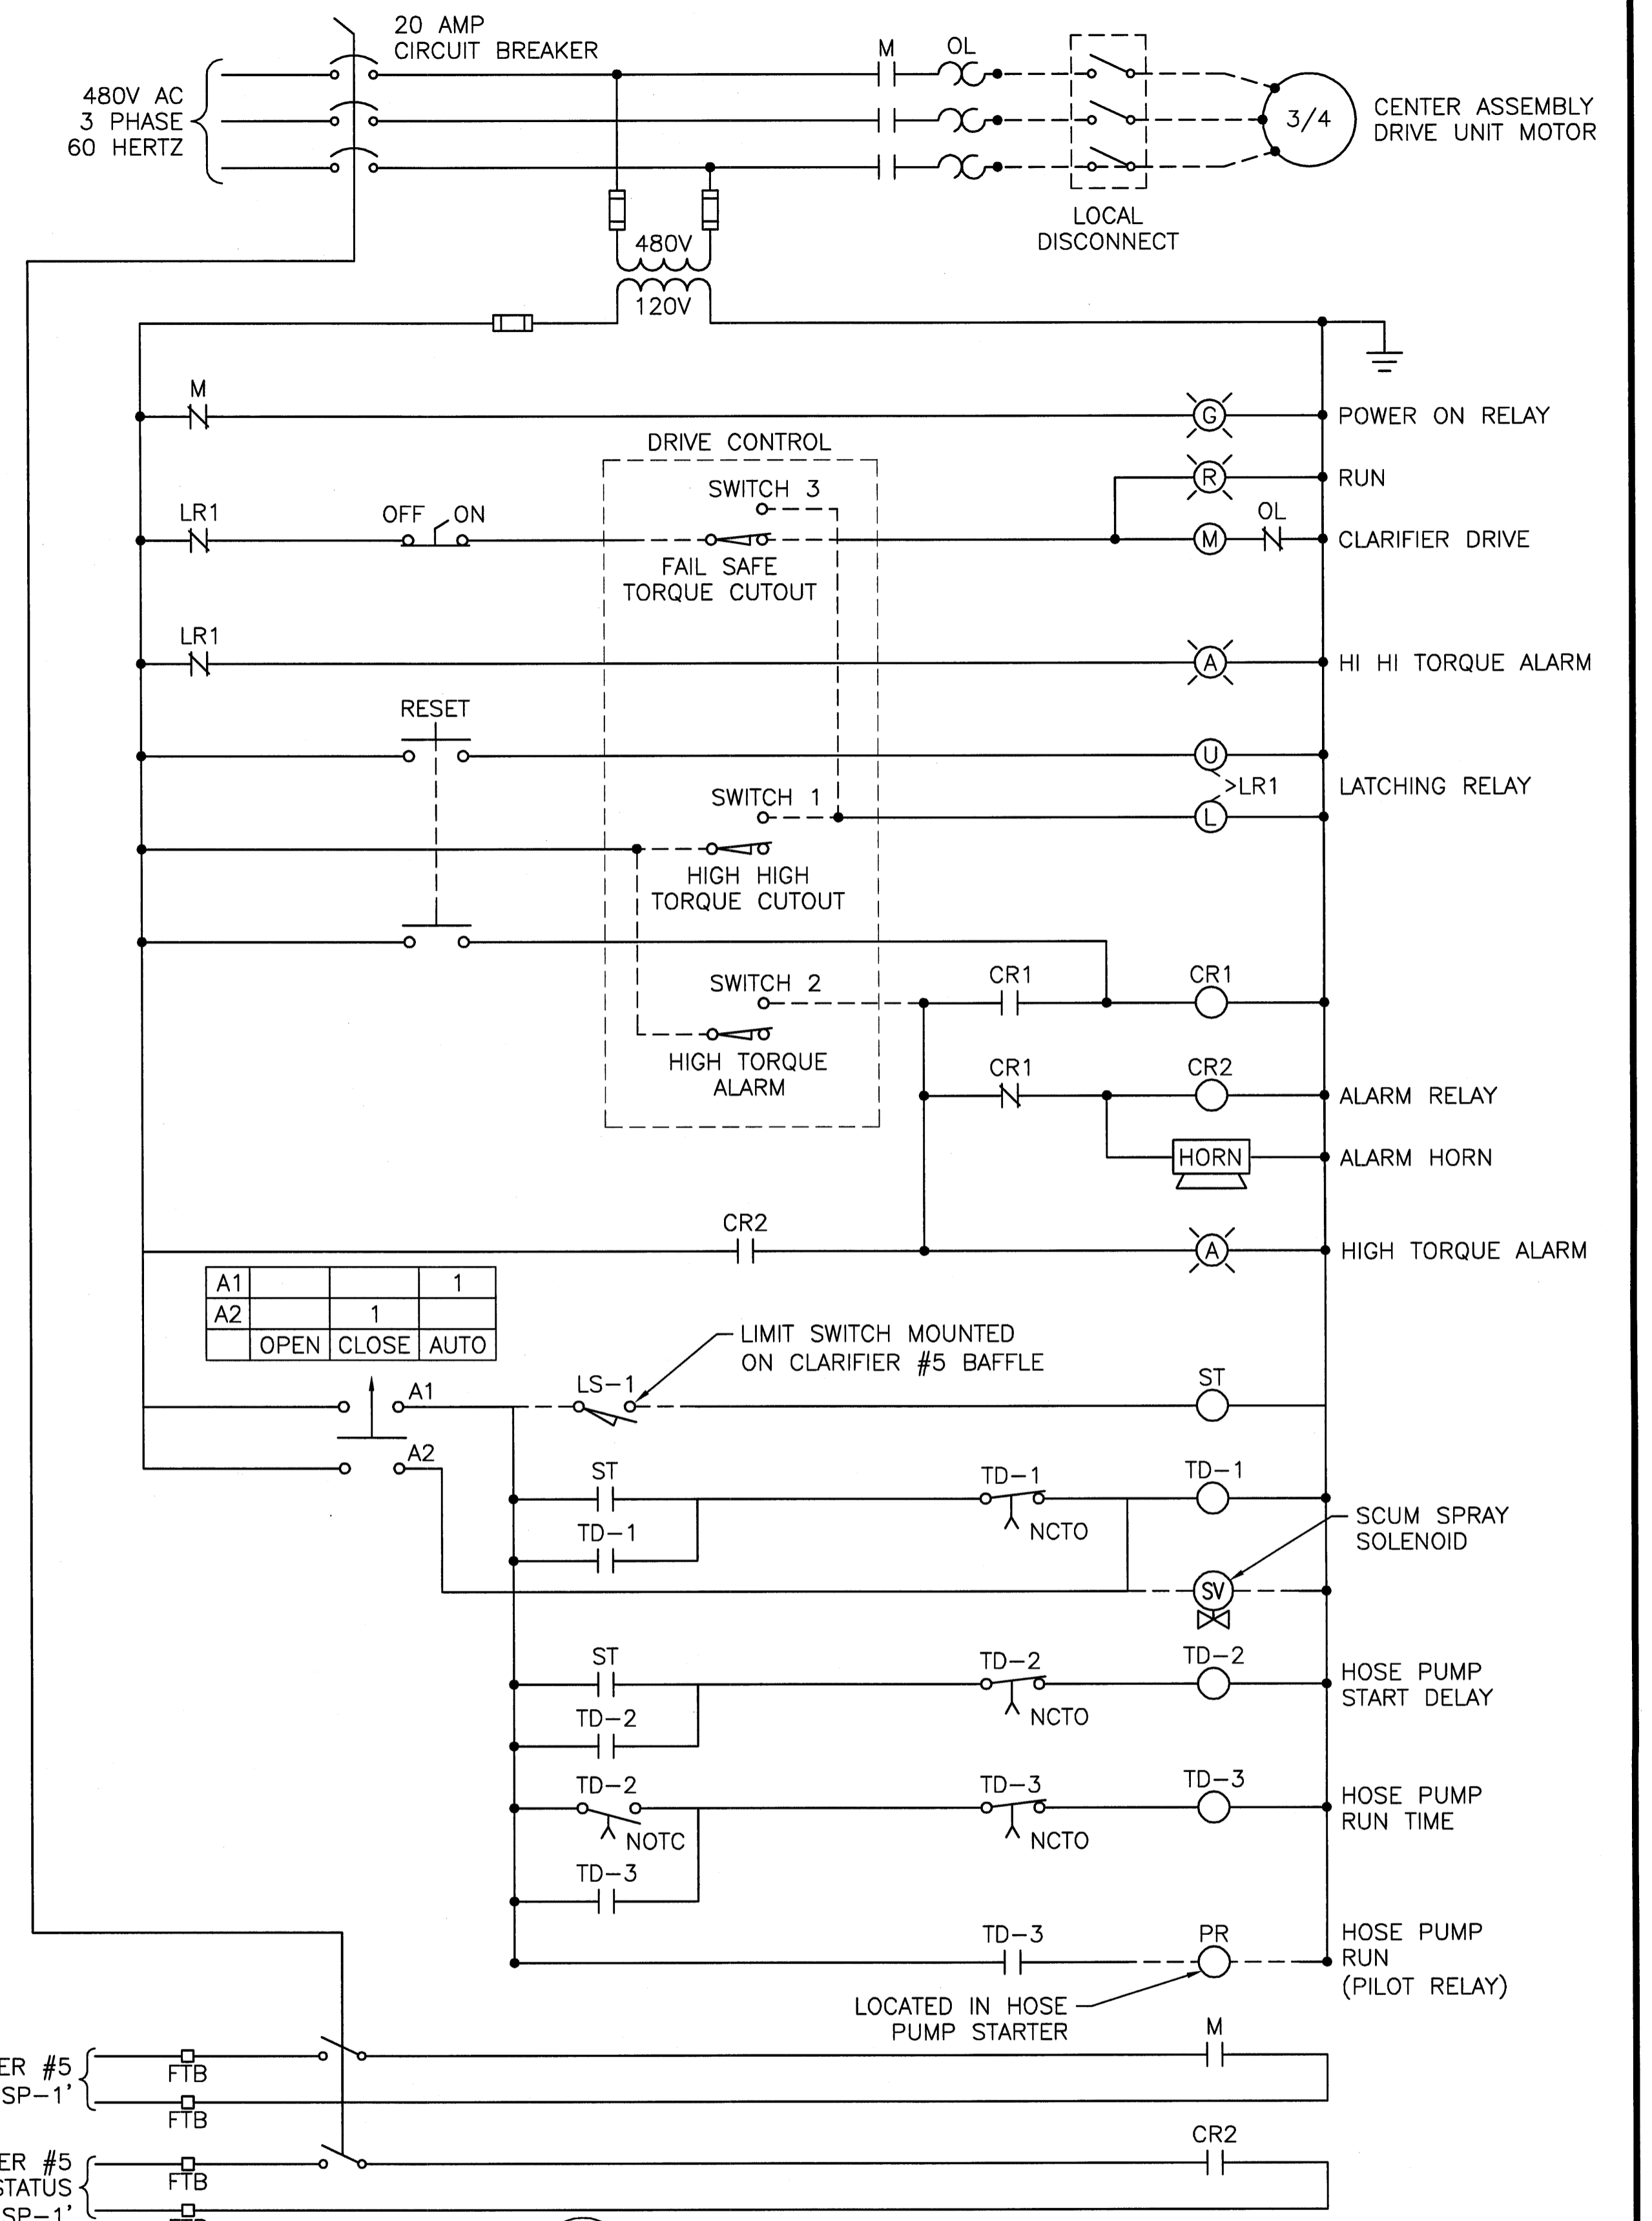 20 AMP
CIRCUIT BREAKER
M
OL
480V AC
3 PHASE
60 HERTZ
3/4
CENTER ASSEMBLY
DRIVE UNIT MOTOR
LOCAL
DISCONNECT
480V
120V
M
G
POWER ON RELAY
DRIVE CONTROL
SWITCH 3
R
RUN
LR1
OFF
ON
M
OL
CLARIFIER DRIVE
FAIL SAFE
TORQUE CUTOUT
LR1
A
HI HI TORQUE ALARM
RESET
U
LR1
LATCHING RELAY
SWITCH 1
L
HIGH HIGH
TORQUE CUTOUT
SWITCH 2
CR1
CR1
HIGH TORQUE
ALARM
CR1
CR2
ALARM RELAY
HORN
ALARM HORN
CR2
A
HIGH TORQUE ALARM
A1 1
A2 1
OPEN CLOSE AUTO
LIMIT SWITCH MOUNTED
ON CLARIFIER #5 BAFFLE
A1
LS-1
ST
A2
ST
TD-1
TD-1
NCTO
SCUM SPRAY
SOLENOID
TD-1
SV
ST
TD-2
TD-2
NCTO
HOSE PUMP
START DELAY
TD-2
TD-2
NOTC
TD-3
NCTO
TD-3
HOSE PUMP
RUN TIME
TD-3
TD-3
PR
HOSE PUMP
RUN
(PILOT RELAY)
LOCATED IN HOSE
PUMP STARTER
M
ER #5
SP-1'
FTB
FTB
CR2
ER #5
STATUS
SP-1'
FTB